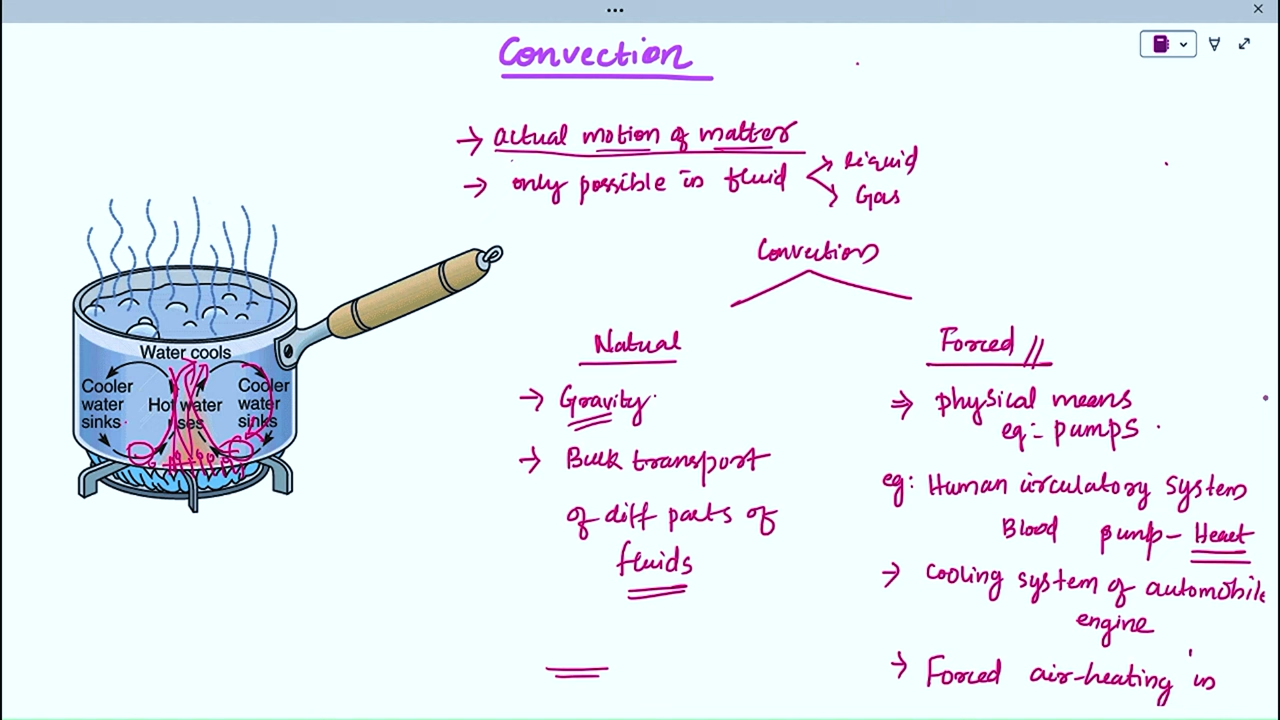 Convection
→ actual motion of matter
→ only possible in fluid
Liquid
Gas
Convection
Natural
→ Gravity
→ Bulk transport
of diff parts of
fluids
Forced //
⇒ physical means
eg:- pumps
eg: Human circulatory system
Blood pump - Heart
→ Cooling system of automobile
engine
→ Forced air-heating in
Water cools
Cooler
water
sinks
Hot water
rises
Cooler
water
sinks